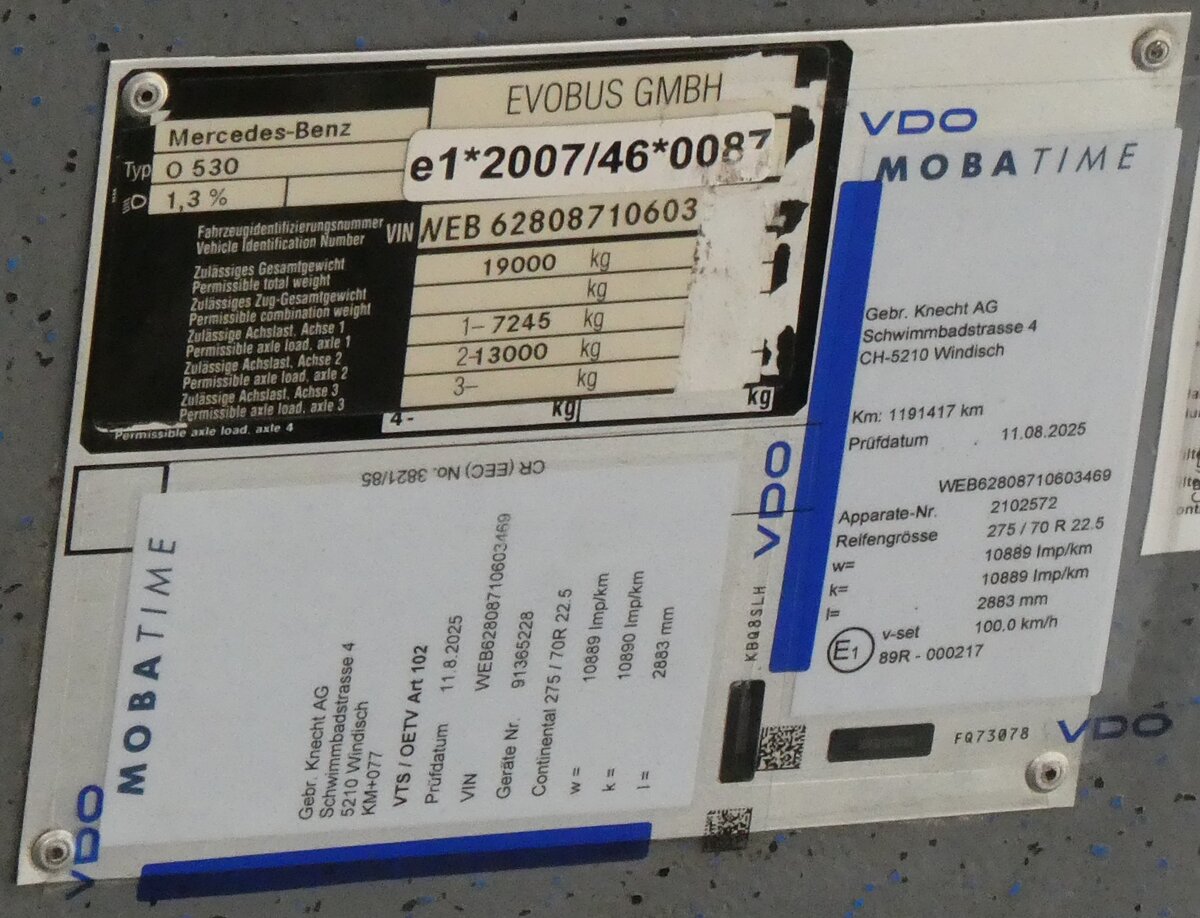 EVOBUS GMBH
Mercedes-Benz
Typ O 530
e1*2007/46*0087
1,3 %
Fahrzeugidentifizierungsnummer
Vehicle Identification Number
VIN WEB 62808710603
Zulässiges Gesamtgewicht
Permissible total weight
19000 kg
Zulässiges Zug-Gesamtgewicht
Permissible combination weight
kg
Zulässige Achslast, Achse 1
Permissible axle load, axle 1
1– 7245 kg
Zulässige Achslast, Achse 2
Permissible axle load, axle 2
2–13000 kg
Zulässige Achslast, Achse 3
Permissible axle load, axle 3
3– kg
Permissible axle load, axle 4
4- kg kg
VDO
MOBATIME
Gebr. Knecht AG
Schwimmbadstrasse 4
CH-5210 Windisch
Km: 1191417 km
Prüfdatum 11.08.2025
WEB62808710603469
Apparate-Nr. 2102572
Reifengrösse 275 / 70 R 22.5
w= 10889 Imp/km
k= 10889 Imp/km
l= 2883 mm
v-set 100.0 km/h
E1 89R - 000217
FQ73078
VDO
VDO
CR (EEC) No. 3821/85
MOBATIME
Gebr. Knecht AG
Schwimmbadstrasse 4
5210 Windisch
KM+077
VTS / OETV Art 102
Prüfdatum 11.8.2025
VIN WEB62808710603469
Geräte Nr. 91365228
Continental 275 / 70R 22.5
w = 10889 Imp/km
k = 10890 Imp/km
l = 2883 mm
KBQ8SLH
VDO